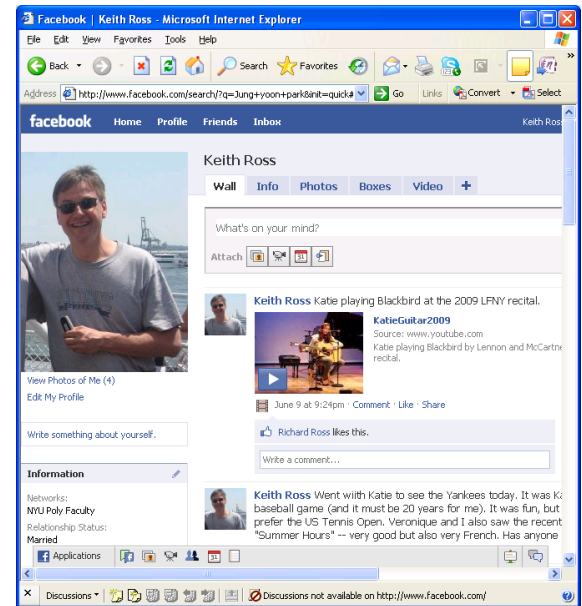 Facebook | Keith Ross - Microsoft Internet Explorer
File Edit View Favorites Tools Help
Back Search Favorites
Address http://www.facebook.com/search/?q=Jung+yoon+park&init=quick# Go Links Convert Select
facebook Home Profile Friends Inbox Keith Ross
Keith Ross
Wall Info Photos Boxes Video +
What's on your mind?
Attach 31
Keith Ross Katie playing Blackbird at the 2009 LFNY recital.
KatieGuitar2009
Source: www.youtube.com
Katie playing Blackbird by Lennon and McCartne
recital.
June 9 at 9:24pm · Comment · Like · Share
Richard Ross likes this.
Write a comment...
View Photos of Me (4)
Edit My Profile
Write something about yourself.
Information
Networks:
NYU Poly Faculty
Relationship Status:
Married
Keith Ross Went wiith Katie to see the Yankees today. It was Ka
baseball game (and it must be 20 years for me). It was fun, but
prefer the US Tennis Open. Veronique and I also saw the recent
"Summer Hours" -- very good but also very French. Has anyone
Applications 31
Discussions Discussions not available on http://www.facebook.com/